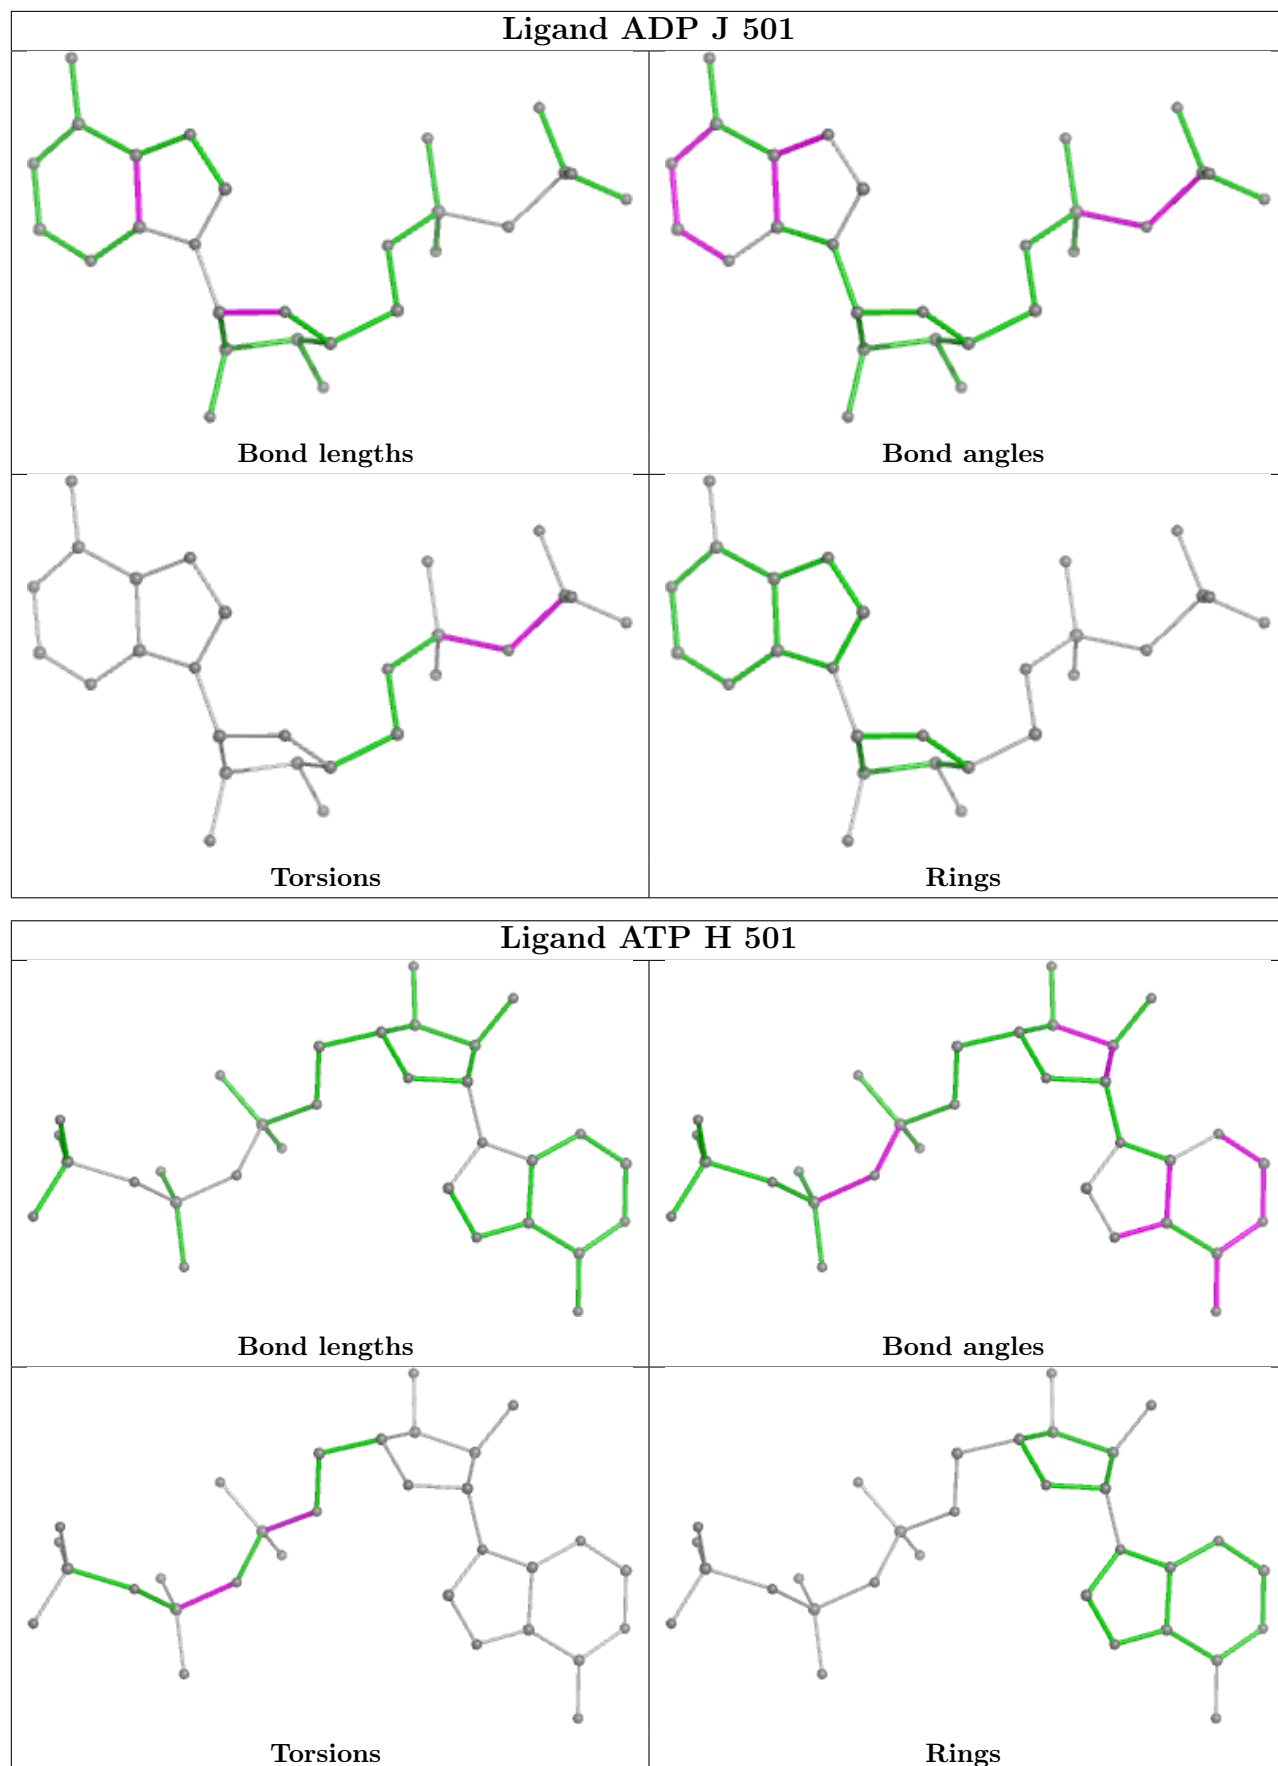 Ligand ADP J 501
Bond lengths
Bond angles
Torsions
Rings
Ligand ATP H 501
Bond lengths
Bond angles
Torsions
Rings